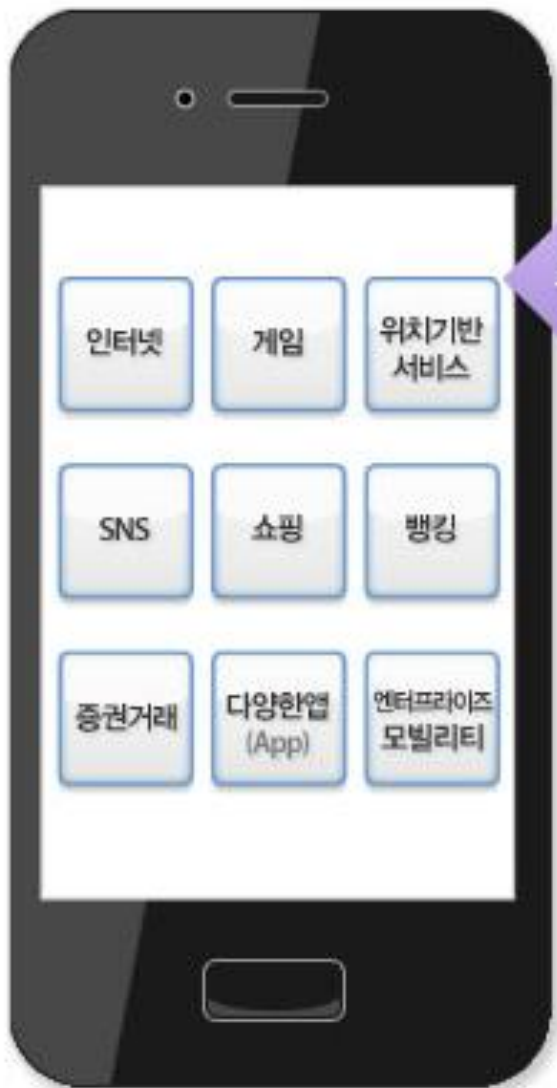 인터넷
게임
위치기반
서비스
SNS
쇼핑
뱅킹
증권거래
다양한앱
(App)
엔터프라이즈
모빌리티